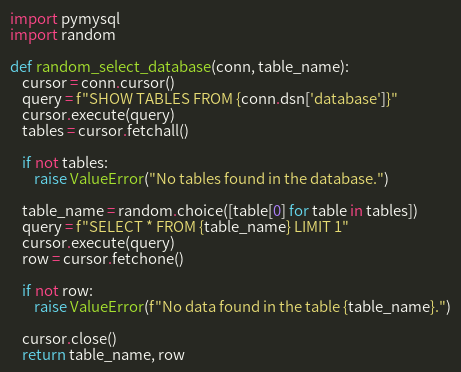 import pymysql
import random

def random_select_database(conn, table_name):
    cursor = conn.cursor()
    query = f"SHOW TABLES FROM {conn.dsn['database']}"
    cursor.execute(query)
    tables = cursor.fetchall()

    if not tables:
        raise ValueError("No tables found in the database.")

    table_name = random.choice([table[0] for table in tables])
    query = f"SELECT * FROM {table_name} LIMIT 1"
    cursor.execute(query)
    row = cursor.fetchone()

    if not row:
        raise ValueError(f"No data found in the table {table_name}.")

    cursor.close()
    return table_name, row